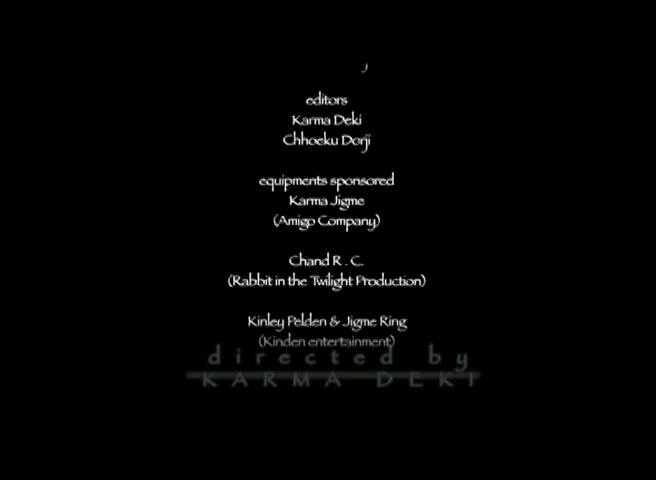 editors
Karma Deki
Chhoeku Dorji
equipments sponsored
Karma Jigme
(Amigo Company)
Chand R . C.
(Rabbit in the Twilight Production)
Kinley Pelden & Jigme Ring
(Kinden entertainment)
directed by
KARMA DEKI